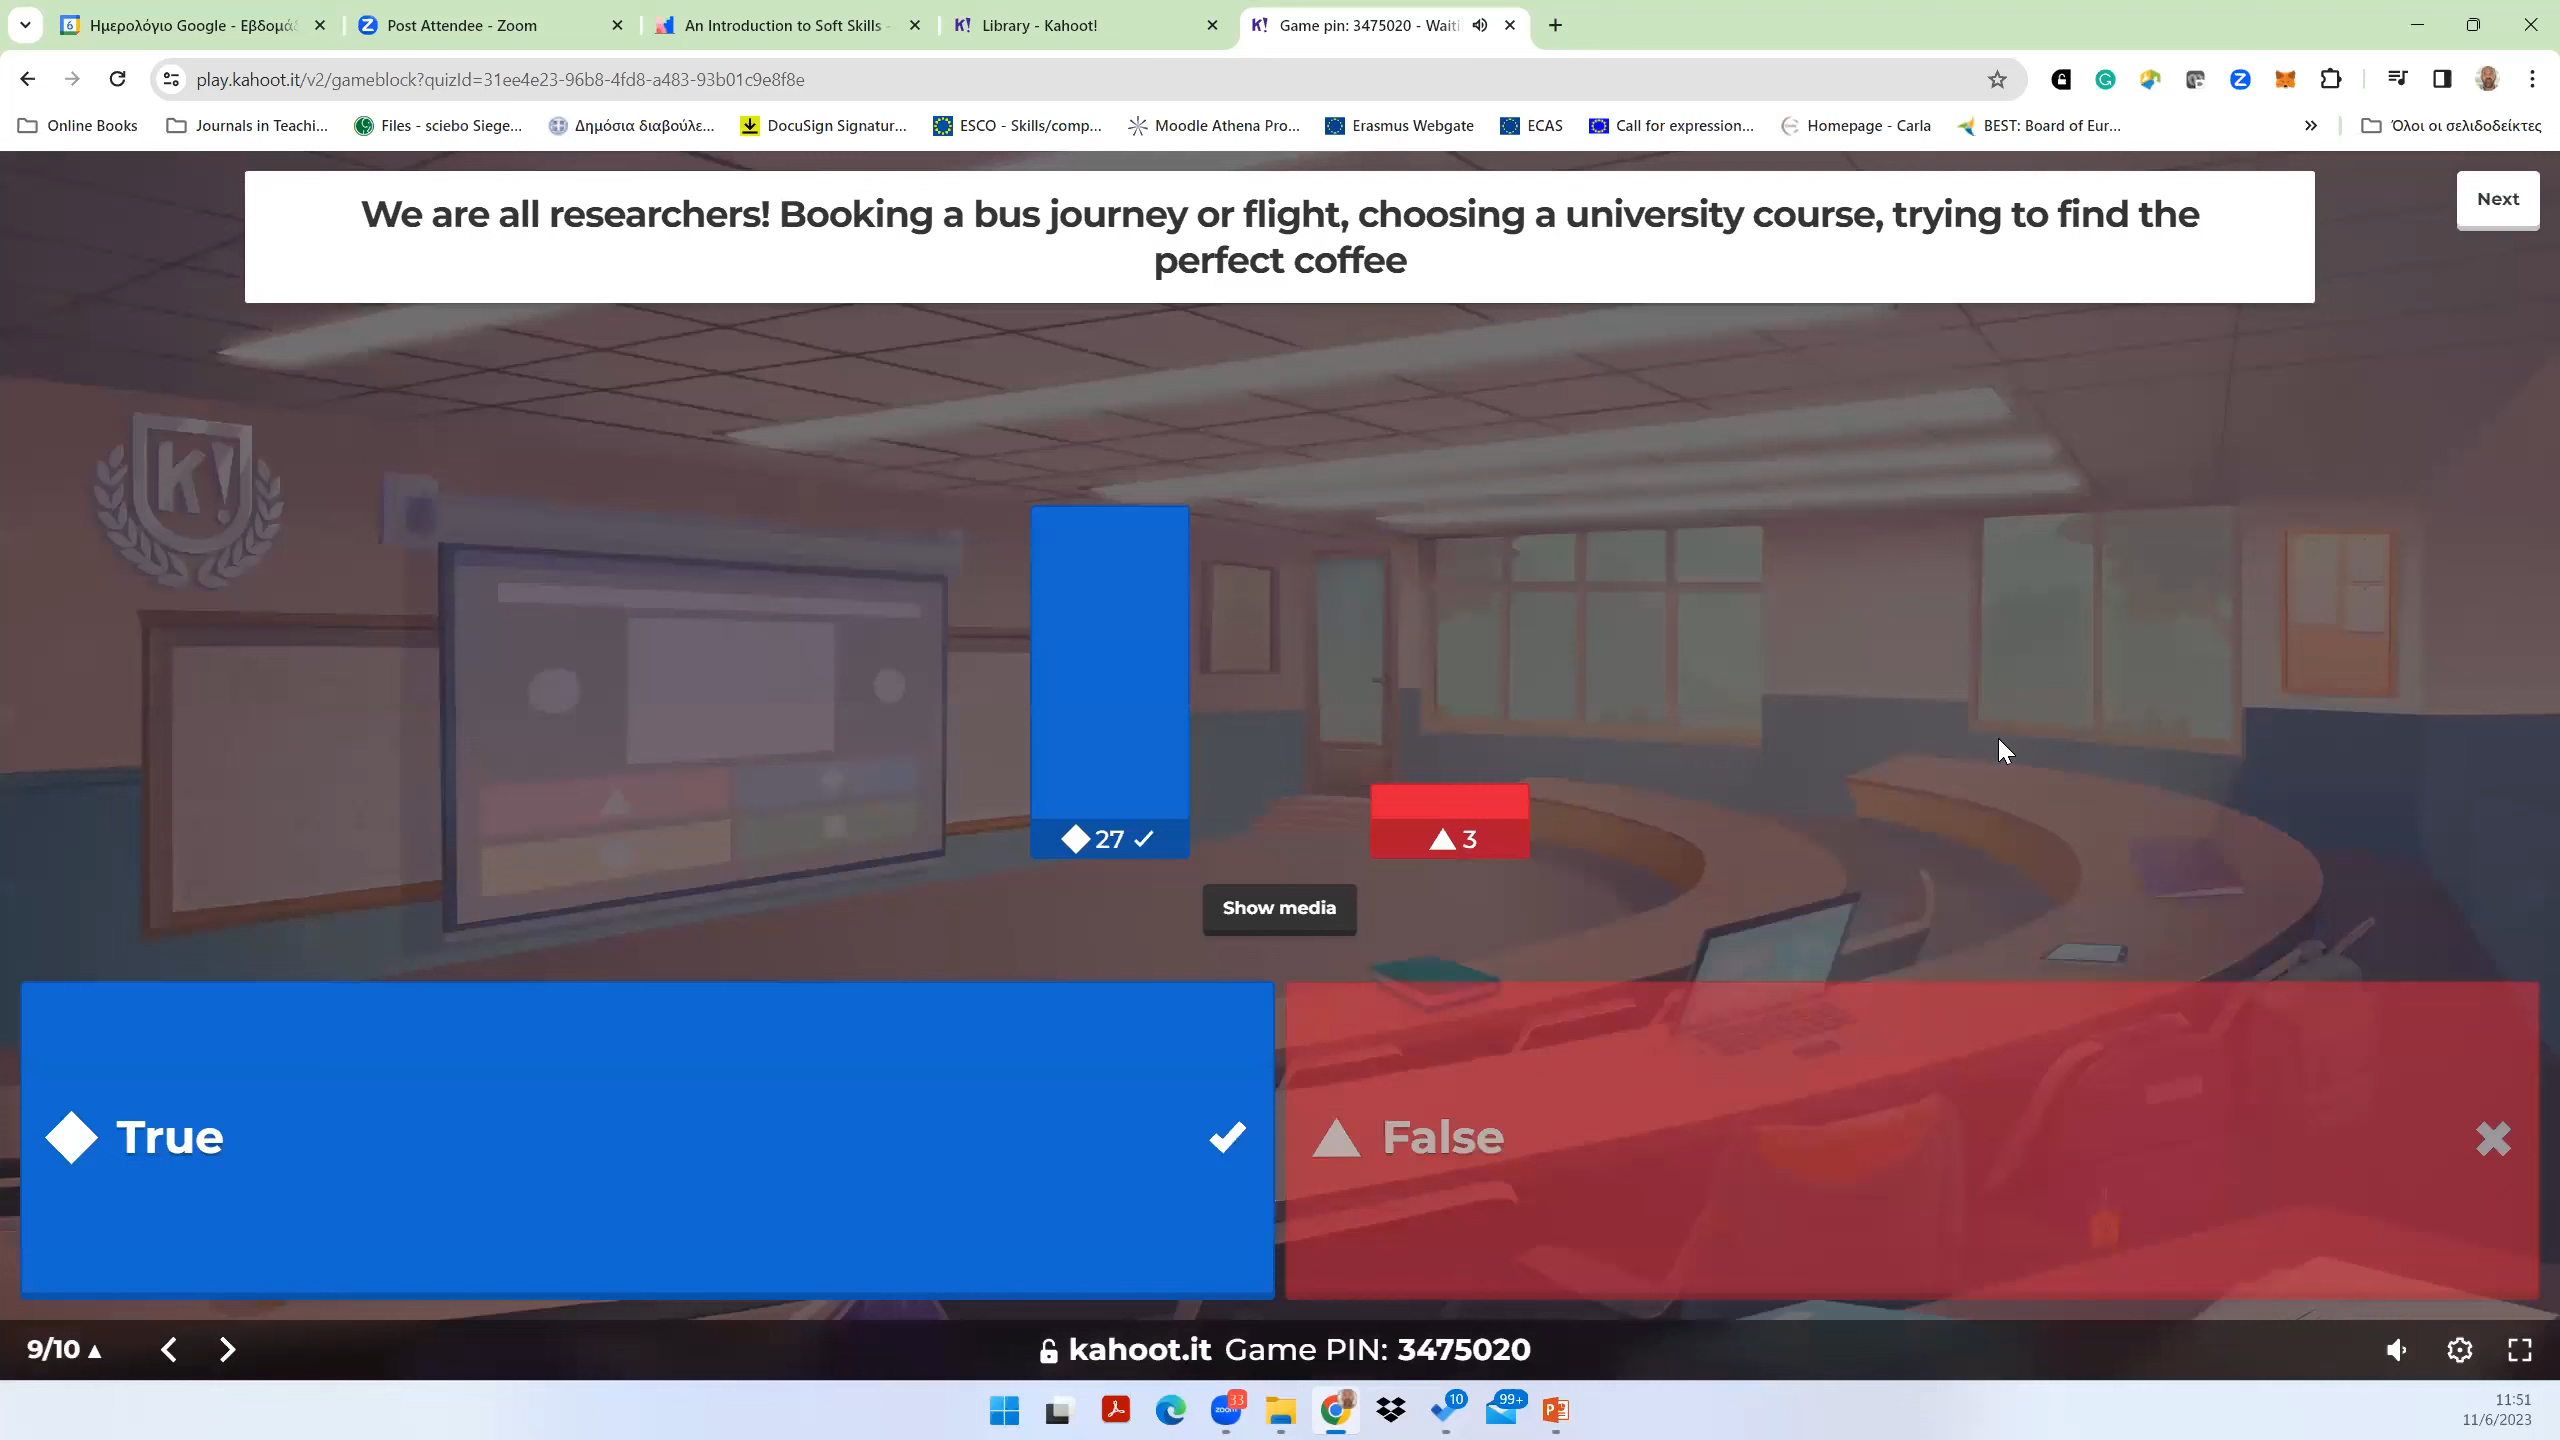 Ημερολόγιο Google - Εβδομάδ
Post Attendee - Zoom
An Introduction to Soft Skills -
Library - Kahoot!
Game pin: 3475020 - Waiti
play.kahoot.it/v2/gameblock?quizId=31ee4e23-96b8-4fd8-a483-93b01c9e8f8e
Online Books
Journals in Teachi...
Files - sciebo Siege...
Δημόσια διαβούλε...
DocuSign Signatur...
ESCO - Skills/comp...
Moodle Athena Pro...
Erasmus Webgate
ECAS
Call for expression...
Homepage - Carla
BEST: Board of Eur...
»
Όλοι οι σελιδοδείκτες
We are all researchers! Booking a bus journey or flight, choosing a university course, trying to find the
perfect coffee
Next
K!
27
3
Show media
True
False
9/10
kahoot.it Game PIN: 3475020
33
zoom
10
99+
11:51
11/6/2023